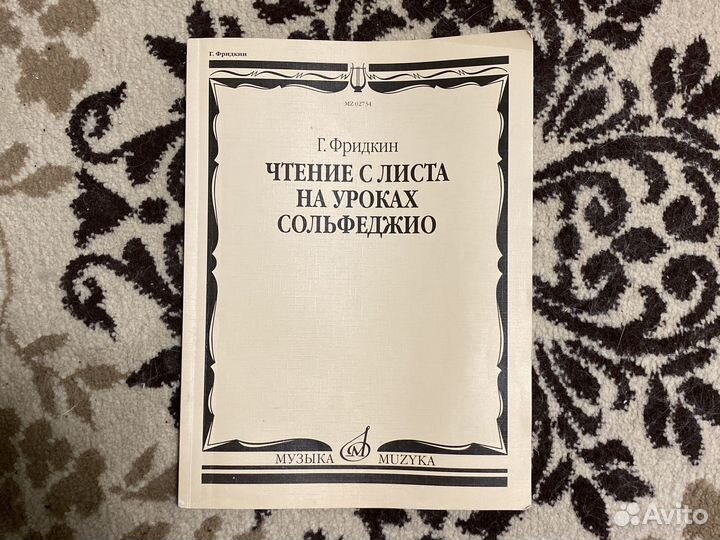 Г. Фридкин
MZ 02734
Г. Фридкин
ЧТЕНИЕ С ЛИСТА
НА УРОКАХ
СОЛЬФЕДЖИО
МУЗЫКА М MUZYKA
Avito